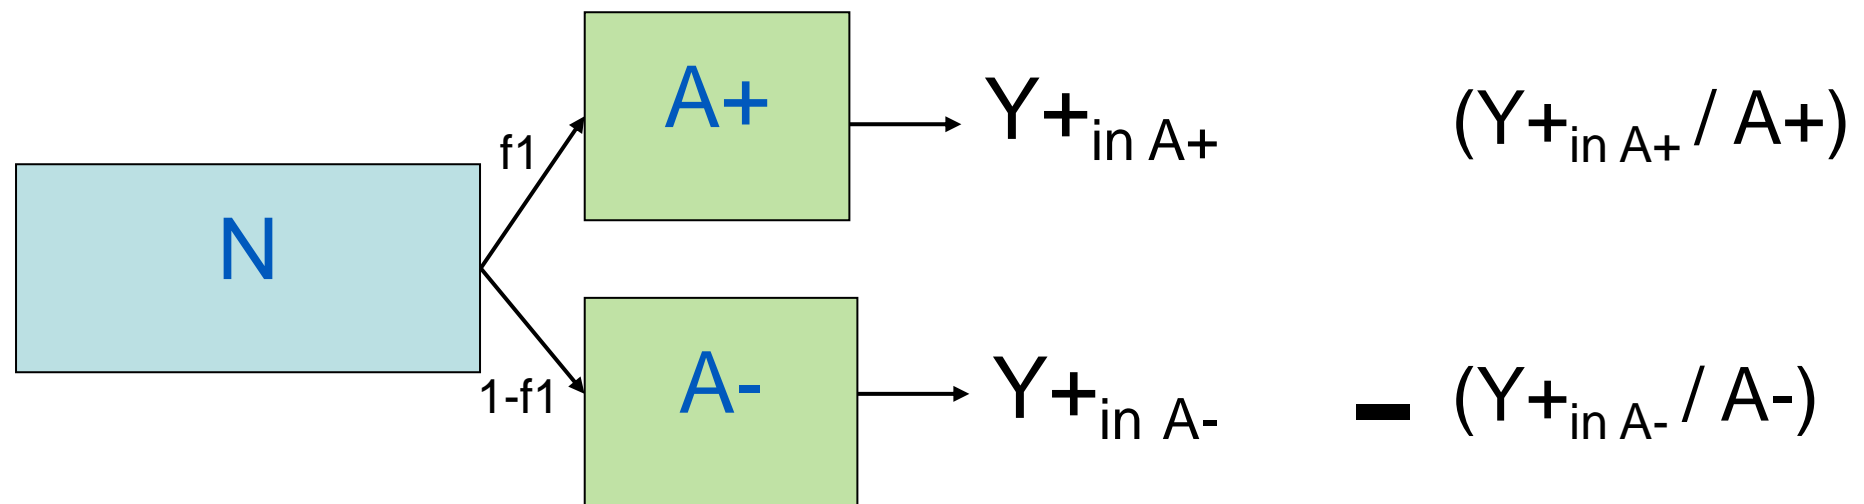 A+
Y+in A+
(Y+in A+ / A+)
f1
N
1-f1
A-
Y+in A-
– (Y+in A- / A-)